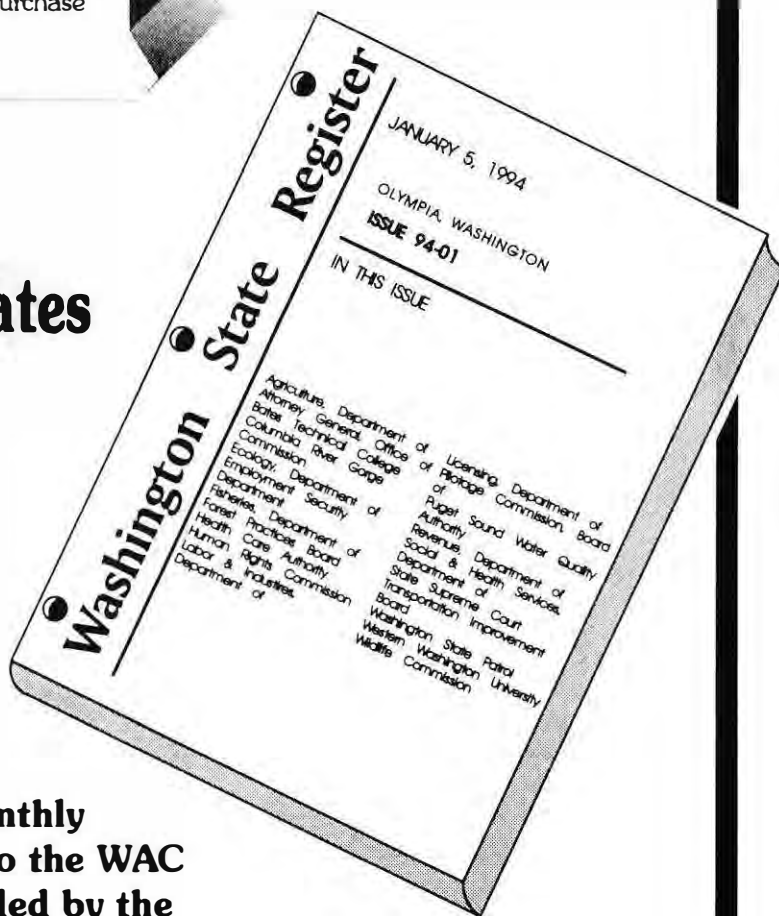 urchase
ates
Washington State Register
JANUARY 5, 1994
OLYMPIA, WASHINGTON
ISSUE 94-01
IN THIS ISSUE
Agriculture, Department of
Attorney General, Office of
Bates Technical College
Columbia River Gorge
Commission
Ecology, Department of
Employment Security
Department
Fisheries, Department of
Forest Practices Board
Health Care Authority
Human Rights Commission
Labor & Industries,
Department of
Licensing, Department of
Pilotage Commission, Board
of
Puget Sound Water Quality
Authority
Revenue, Department of
Social & Health Services,
Department of
State Supreme Court
Transportation Improvement
Board
Washington State Patrol
Western Washington University
Wildlife Commission
nthly
o the WAC
led by the